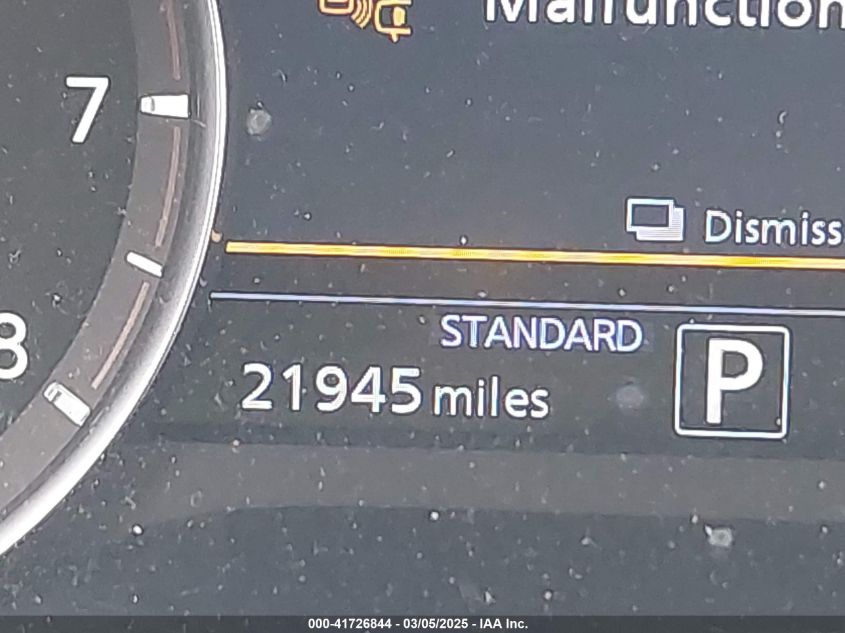 Malfunction
7
Dismiss
STANDARD
P
8
21945 miles
000-41726844 - 03/05/2025 - IAA Inc.